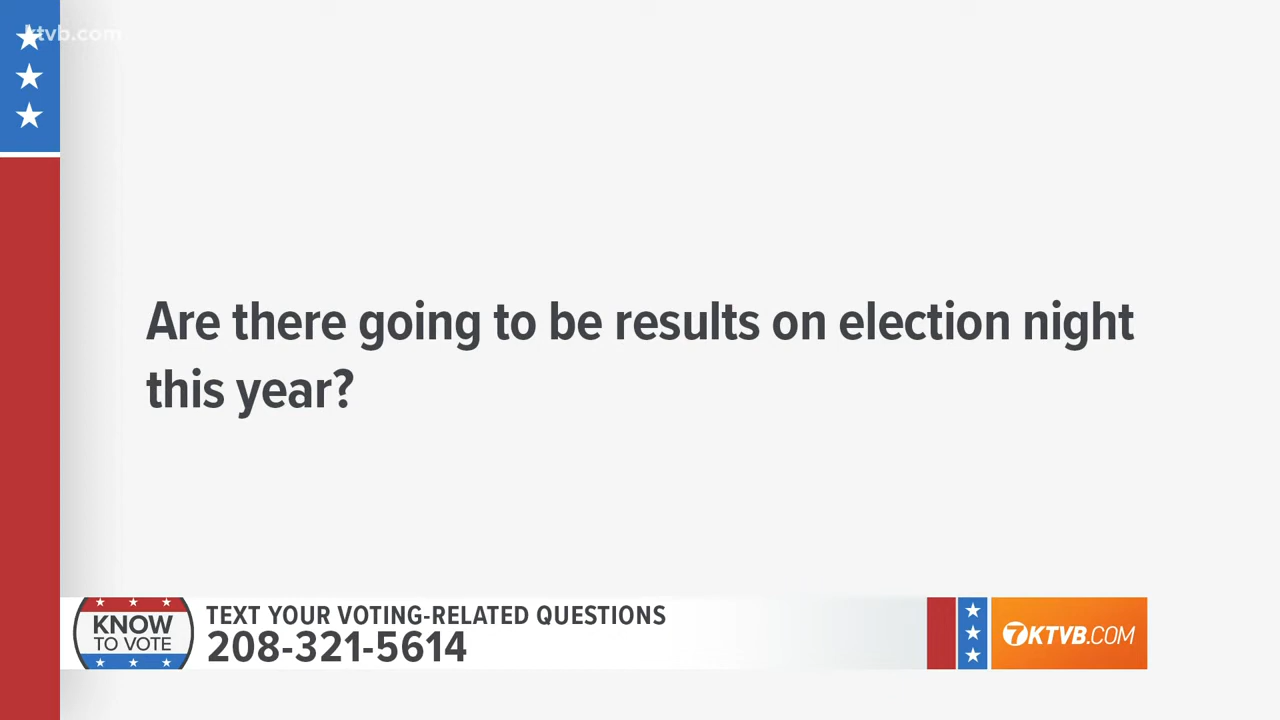 ktvb.com
Are there going to be results on election night
this year?
KNOW
TO VOTE
TEXT YOUR VOTING-RELATED QUESTIONS
208-321-5614
7KTVB.COM